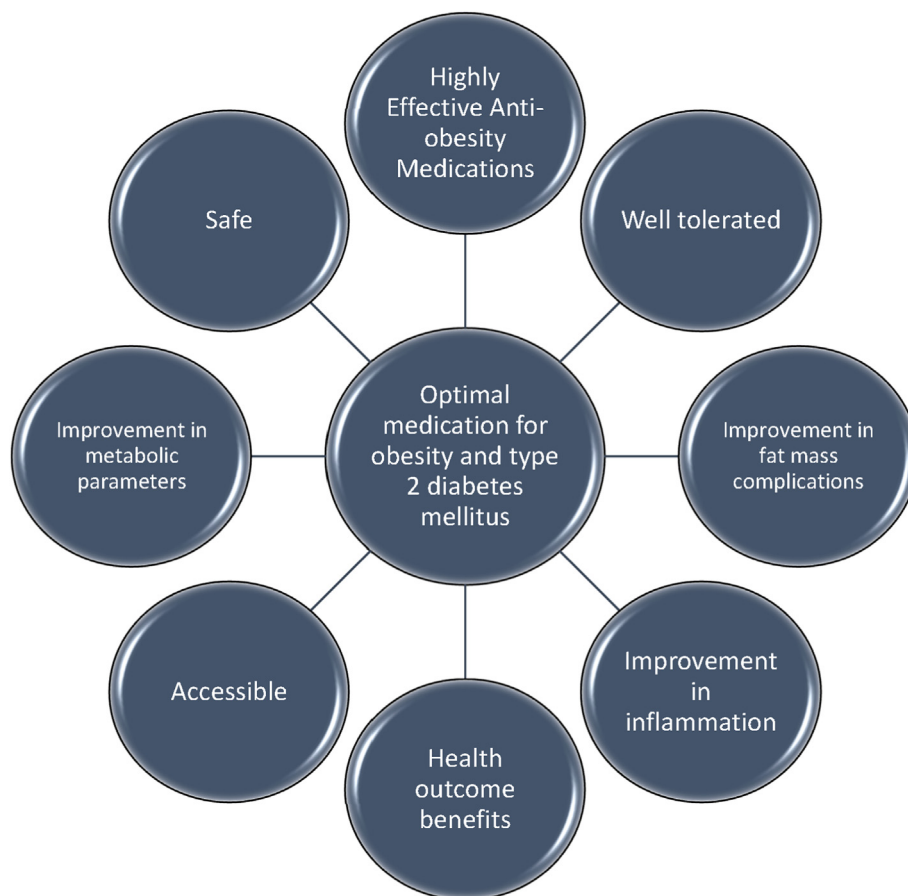 Highly
Effective Anti-
obesity
Medications
Safe
Well tolerated
Improvement in
metabolic
parameters
Optimal
medication for
obesity and type
2 diabetes
mellitus
Improvement in
fat mass
complications
Accessible
Improvement
in
inflammation
Health
outcome
benefits